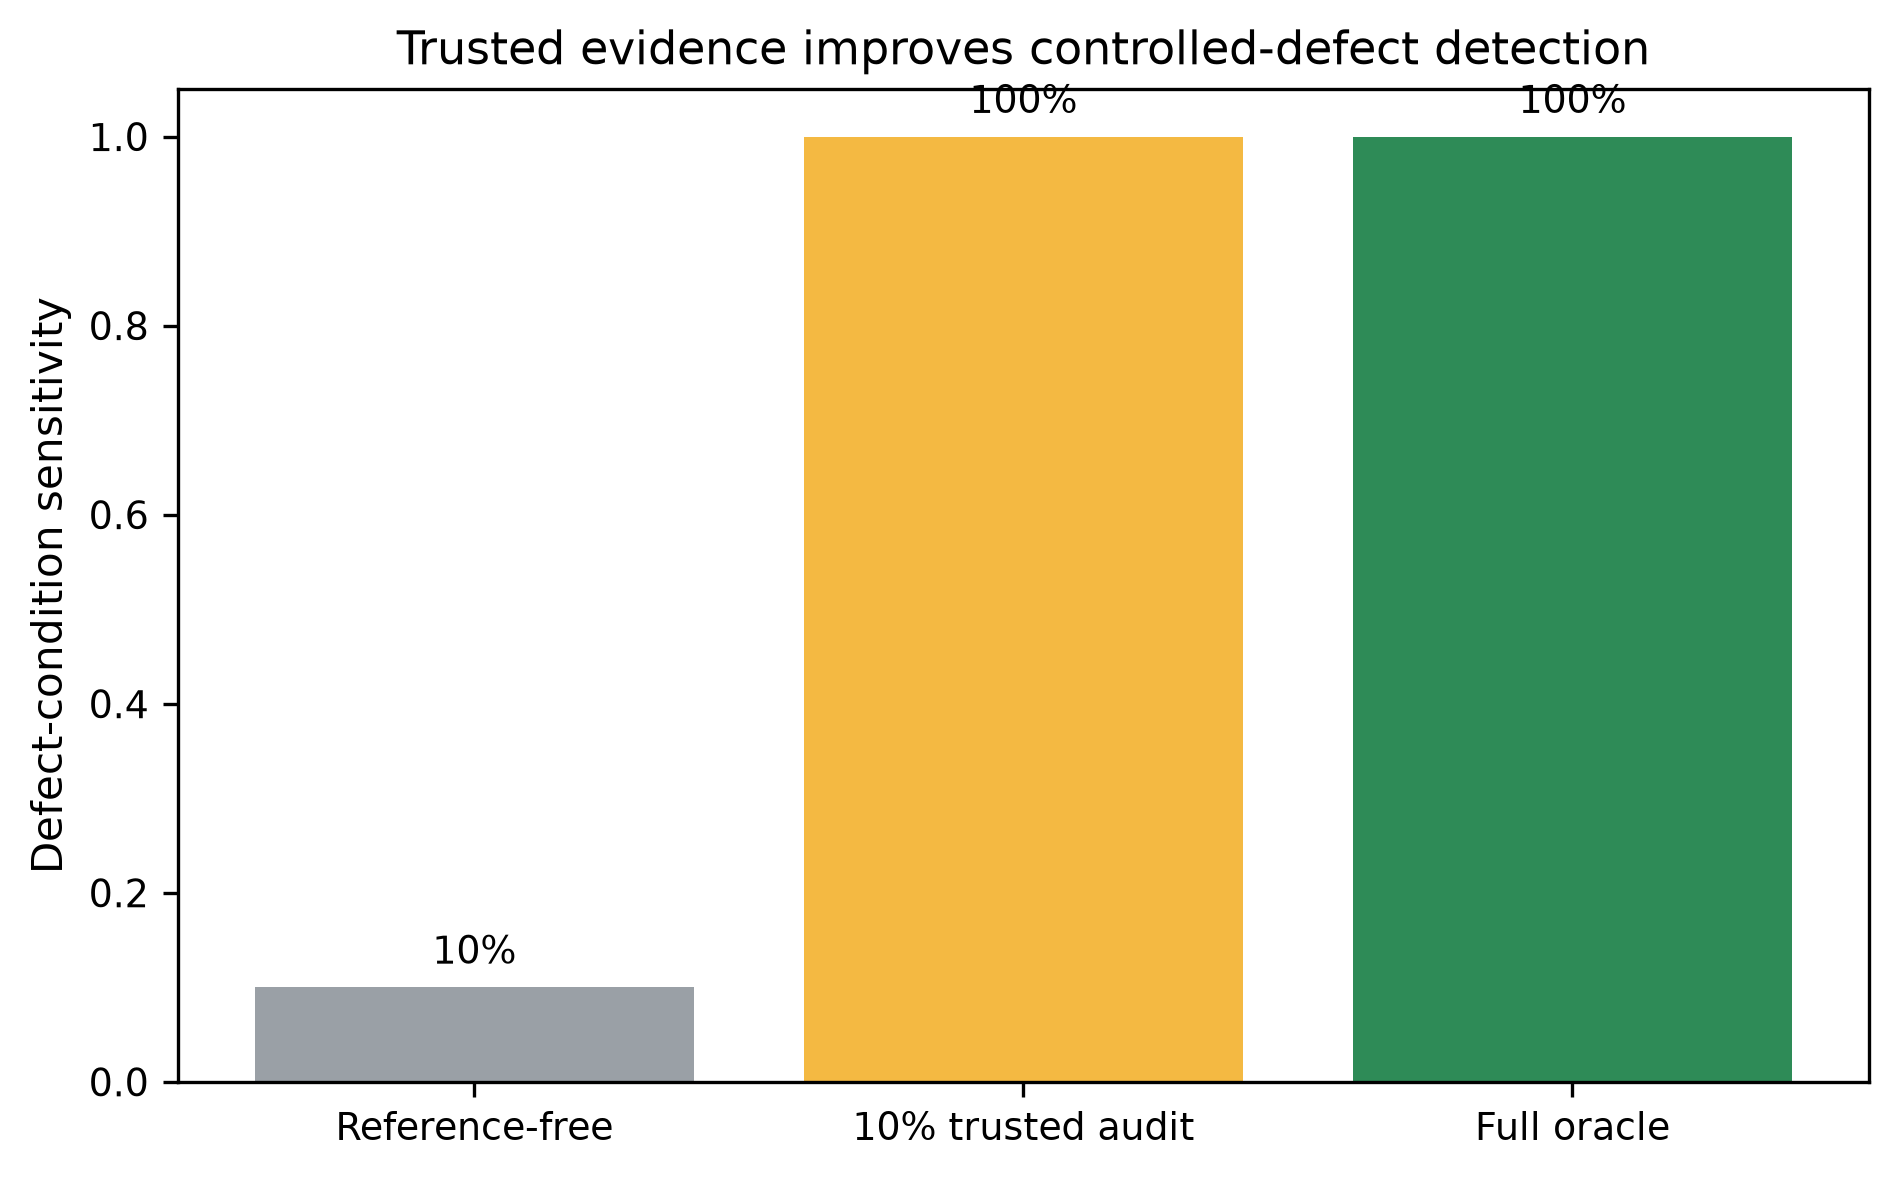 Trusted evidence improves controlled-defect detection
100%
100%
1.0
0.8
0.6
0.4
0.2
0.0
Defect-condition sensitivity
10%
Reference-free
10% trusted audit
Full oracle